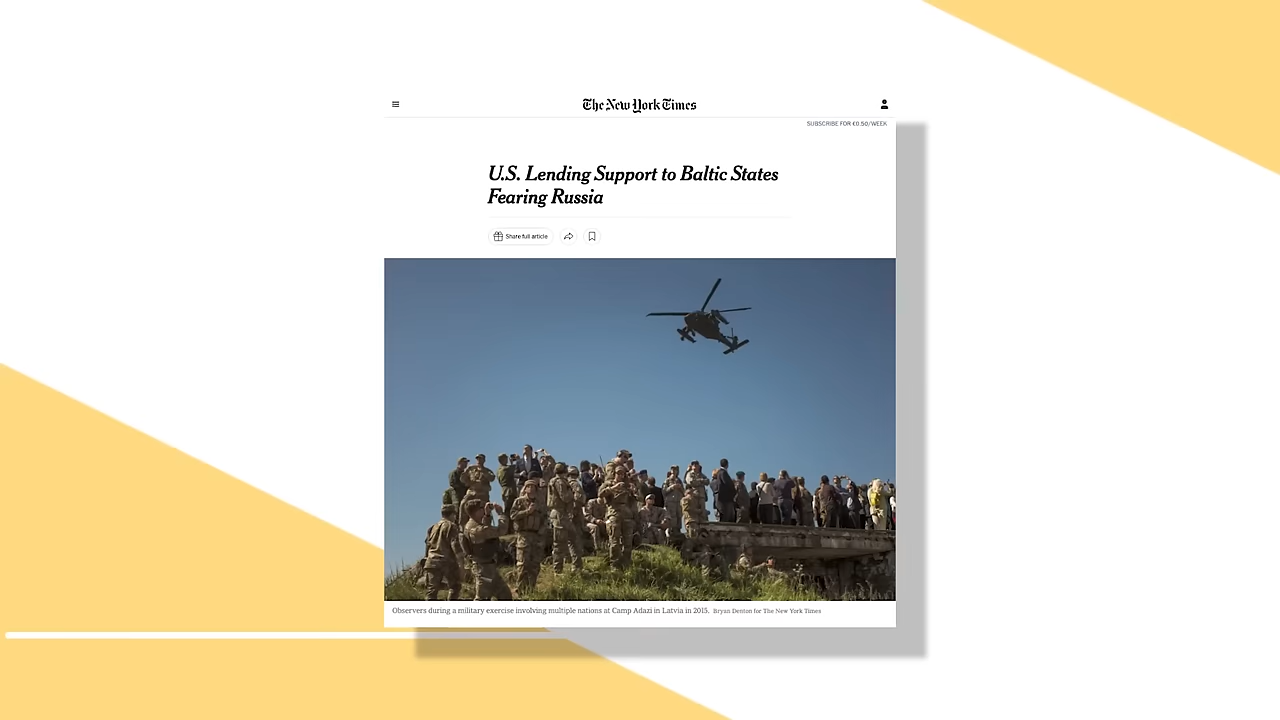 The New York Times
SUBSCRIBE FOR £0.50/WEEK
U.S. Lending Support to Baltic States
Fearing Russia
Share full article
Observers during a military exercise involving multiple nations at Camp Adazi in Latvia in 2015. Bryan Denton for The New York Times